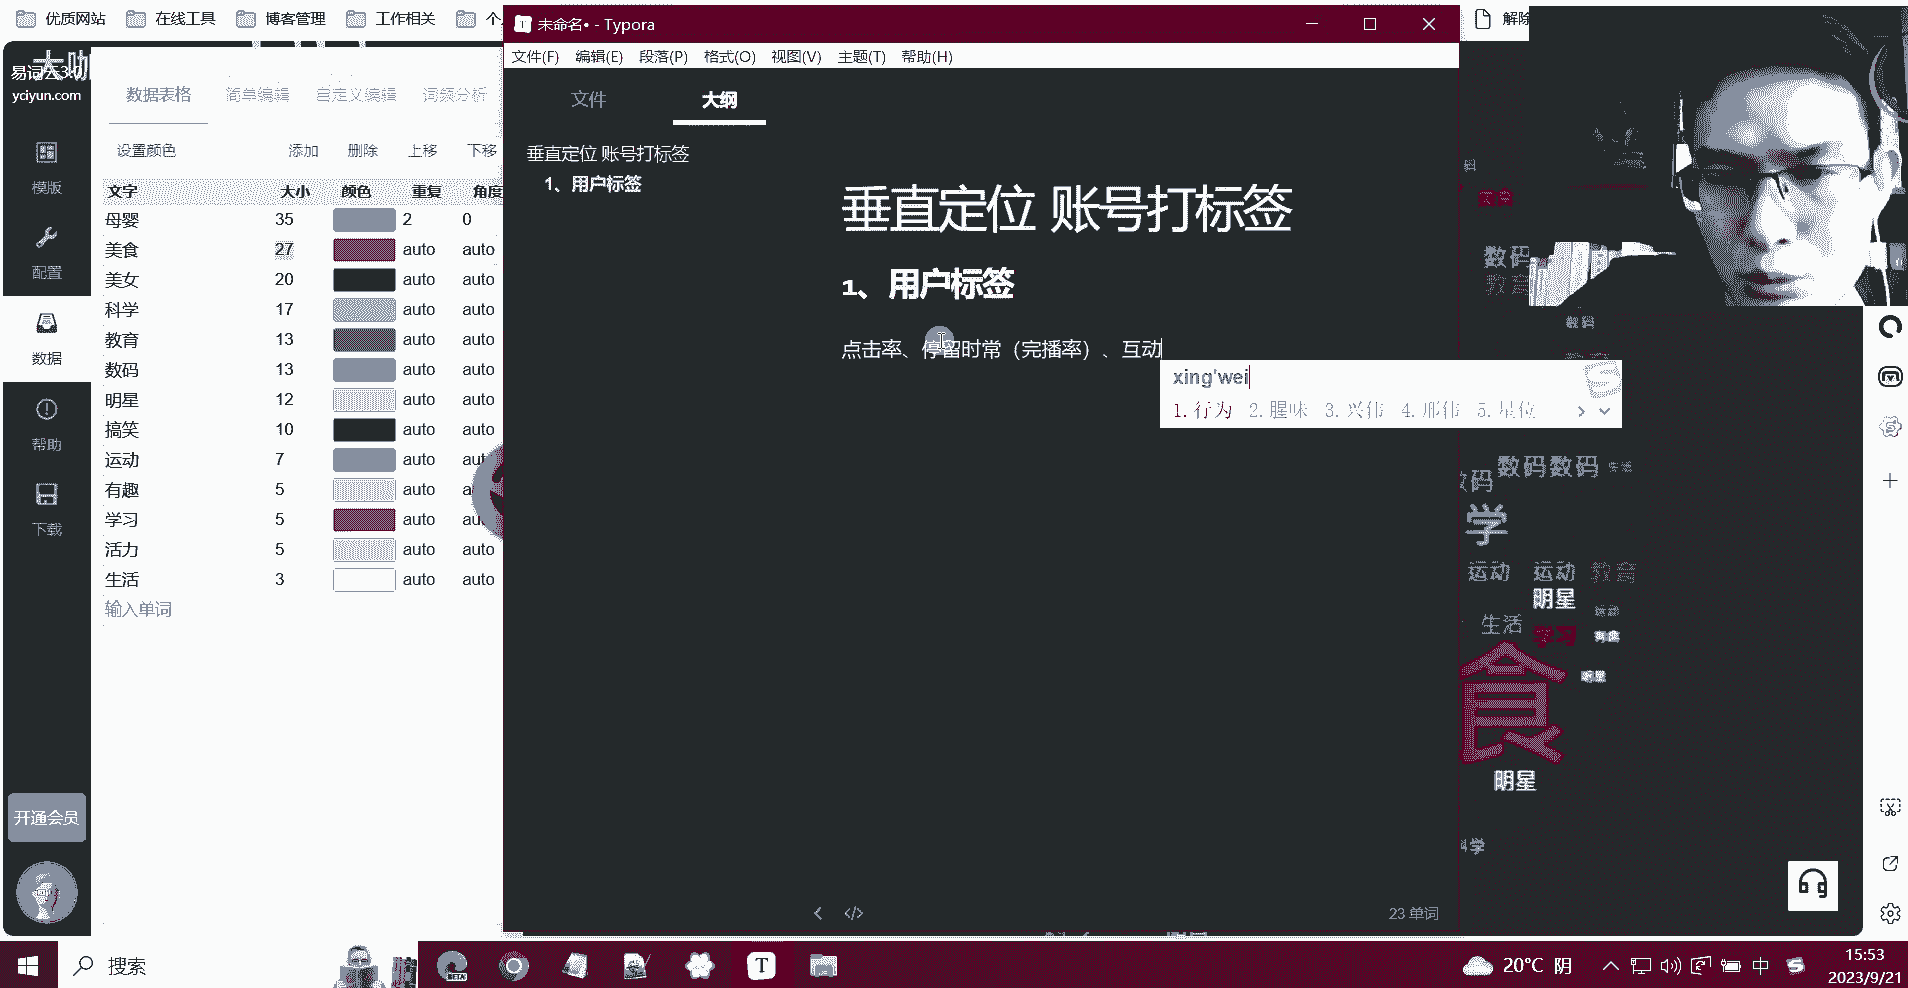 优质网站
在线工具
博客管理
工作相关
未命名• - Typora
解除
易词云3.0
大咖
yciyun.com
模版
配置
数据
帮助
下载
开通会员
数据表格
简单编辑
自定义编辑
词频分析
设置颜色
添加
删除
上移
下移
文字 大小 颜色 重复 角度
母婴 35 2 0
美食 27 auto auto
美女 20 auto auto
科学 17 auto auto
教育 13 auto auto
数码 13 auto auto
明星 12 auto auto
搞笑 10 auto auto
运动 7 auto auto
有趣 5 auto
学习 5 auto
活力 5 auto auto
生活 3 auto auto
输入单词
文件(F) 编辑(E) 段落(P) 格式(O) 视图(V) 主题(T) 帮助(H)
文件
大纲
垂直定位 账号打标签
1、用户标签
垂直定位 账号打标签
1、用户标签
点击率、停留时常（完播率）、互动
xing'wei
1.行为 2.腥味 3.兴伟 4.邢伟 5.星位
23 单词
数码
教育
数码
数码 数码
学
运动 运动 教育
明星
生活 学习
食
明星
搜索
BETA
20°C 阴
中
15:53
2023/9/21